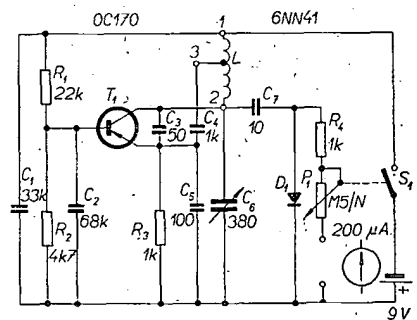 OC170
1
6NN41
R1
22k
3
L
T1
2
C7
10
C3
50
C4
1k
R4
1k
C1
33k
C2
68k
R2
4k7
R3
1k
C5
100
C6
380
D1
P1
M5/N
S1
200 µA
+
9V